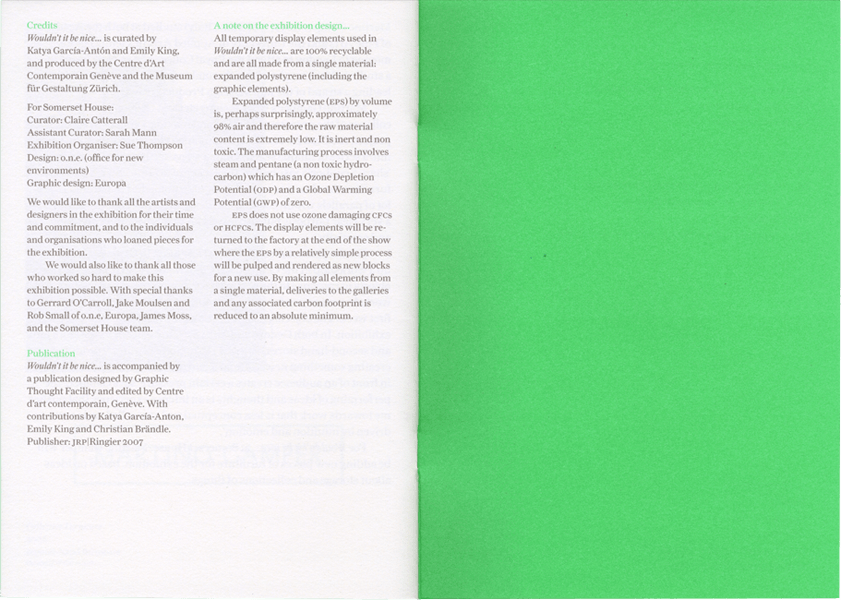 Credits
Wouldn't it be nice... is curated by
Katya García-Antón and Emily King,
and produced by the Centre d'Art
Contemporain Genève and the Museum
für Gestaltung Zürich.
For Somerset House:
Curator: Claire Catterall
Assistant Curator: Sarah Mann
Exhibition Organiser: Sue Thompson
Design: o.n.e. (office for new
environments)
Graphic design: Europa
We would like to thank all the artists and
designers in the exhibition for their time
and commitment, and to the individuals
and organisations who loaned pieces for
the exhibition.
We would also like to thank all those
who worked so hard to make this
exhibition possible. With special thanks
to Gerrard O'Carroll, Jake Moulsen and
Rob Small of o.n.e, Europa, James Moss,
and the Somerset House team.
Publication
Wouldn't it be nice... is accompanied by
a publication designed by Graphic
Thought Facility and edited by Centre
d'art contemporain, Genève. With
contributions by Katya García-Anton,
Emily King and Christian Brändle.
Publisher: JRP|Ringier 2007
A note on the exhibition design...
All temporary display elements used in
Wouldn't it be nice... are 100% recyclable
and are all made from a single material:
expanded polystyrene (including the
graphic elements).
Expanded polystyrene (EPS) by volume
is, perhaps surprisingly, approximately
98% air and therefore the raw material
content is extremely low. It is inert and non
toxic. The manufacturing process involves
steam and pentane (a non toxic hydro-
carbon) which has an Ozone Depletion
Potential (ODP) and a Global Warming
Potential (GWP) of zero.
EPS does not use ozone damaging CFCs
or HCFCs. The display elements will be re-
turned to the factory at the end of the show
where the EPS by a relatively simple process
will be pulped and rendered as new blocks
for a new use. By making all elements from
a single material, deliveries to the galleries
and any associated carbon footprint is
reduced to an absolute minimum.